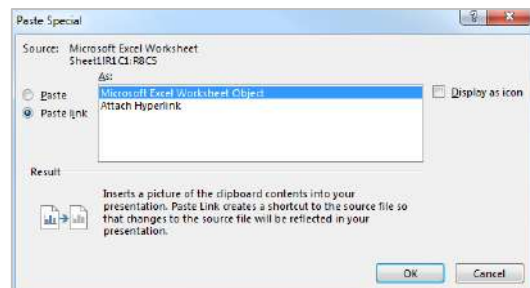 Paste Special
Source: Microsoft Excel Worksheet
Sheet1!R1C1:R8C5
As:
Paste
Paste link
Microsoft Excel Worksheet Object
Attach Hyperlink
Display as icon
Result
Inserts a picture of the clipboard contents into your
presentation. Paste Link creates a shortcut to the source file so
that changes to the source file will be reflected in your
presentation.
OK
Cancel